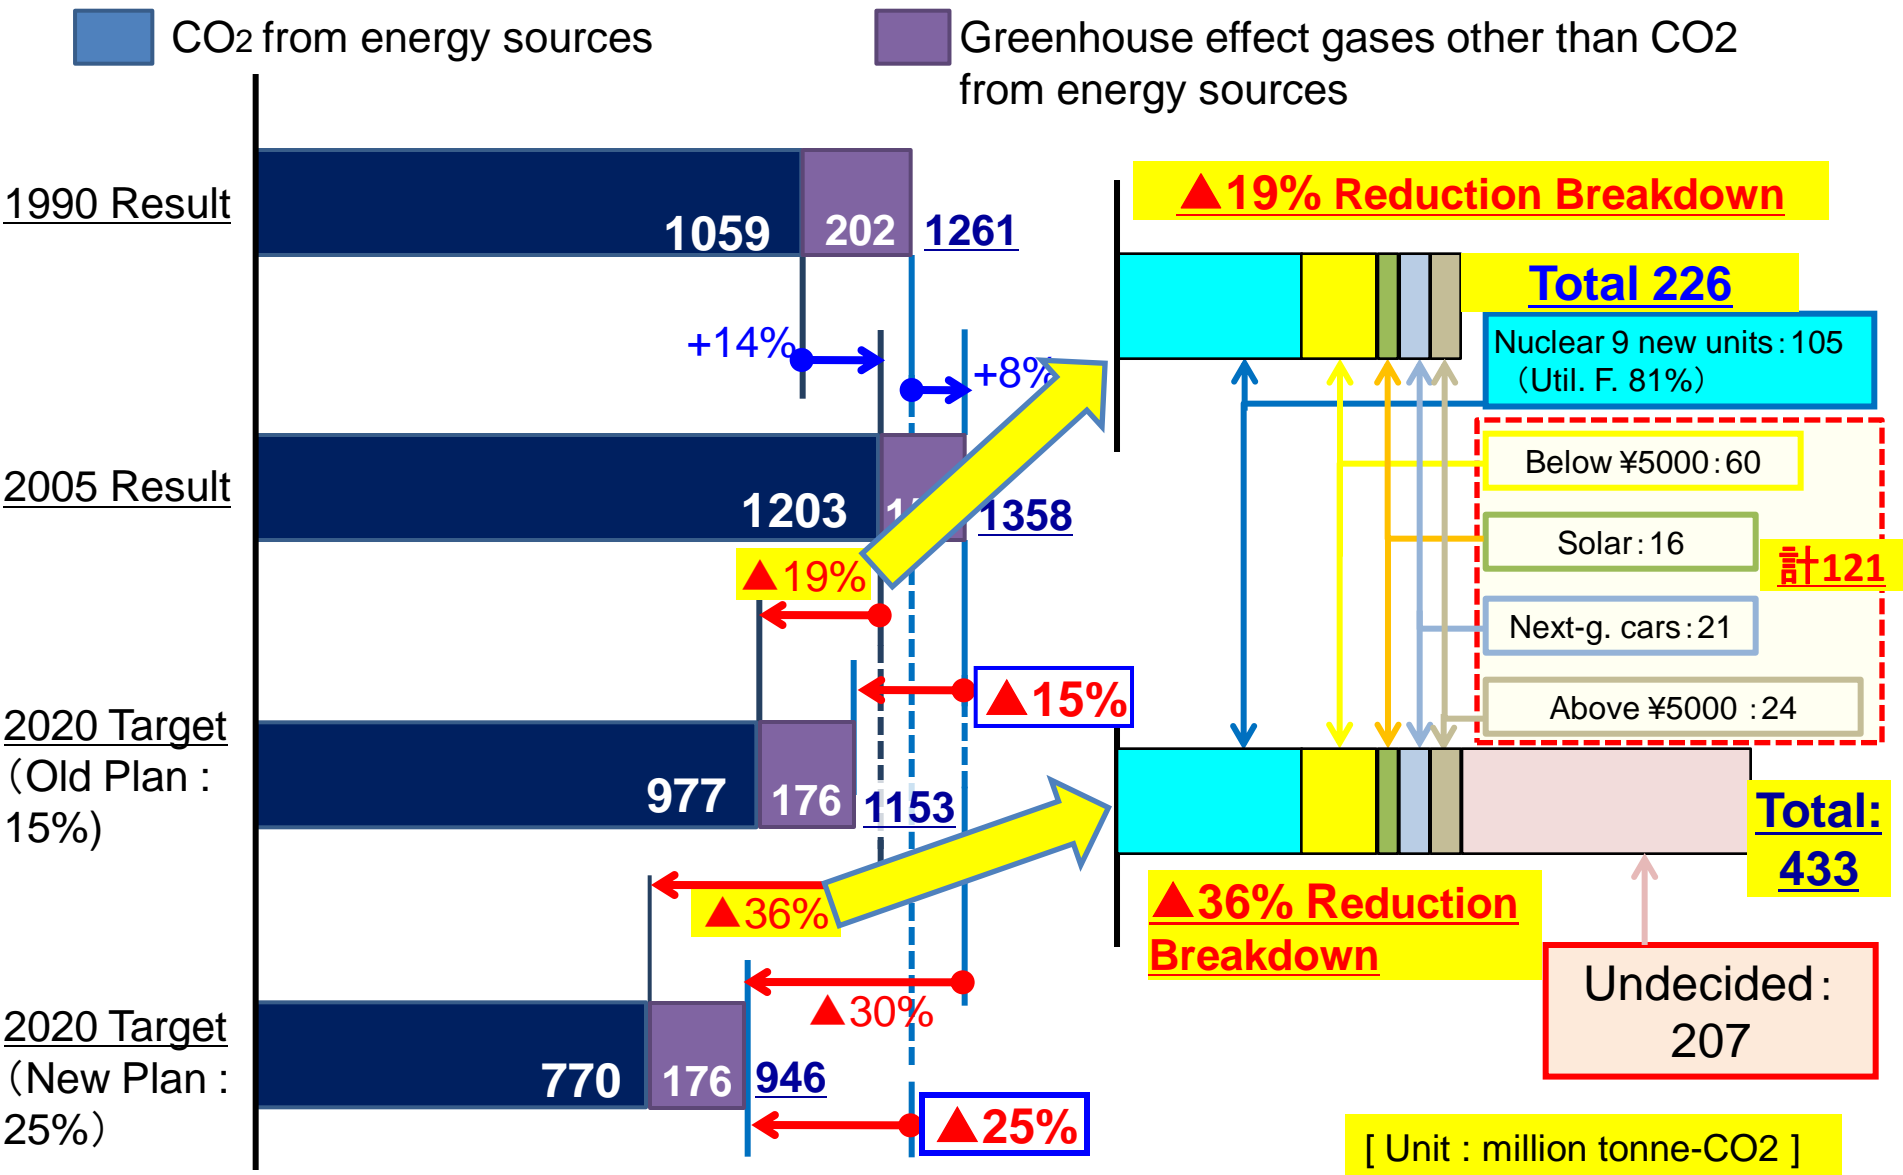 CO2 from energy sources
Greenhouse effect gases other than CO2
from energy sources
1990 Result
1059
202
1261
+14%
+8%
2005 Result
1203
1358
▲19%
▲15%
2020 Target
（Old Plan :
15%)
977
176
1153
▲36%
▲30%
2020 Target
（New Plan :
25%）
770
176
946
▲25%
▲19% Reduction Breakdown
Total 226
Nuclear 9 new units：105
（Util. F. 81%）
Below ¥5000：60
Solar：16
計121
Next-g. cars：21
Above ¥5000 ：24
Total:
433
▲36% Reduction
Breakdown
Undecided：
207
[ Unit : million tonne-CO2 ]